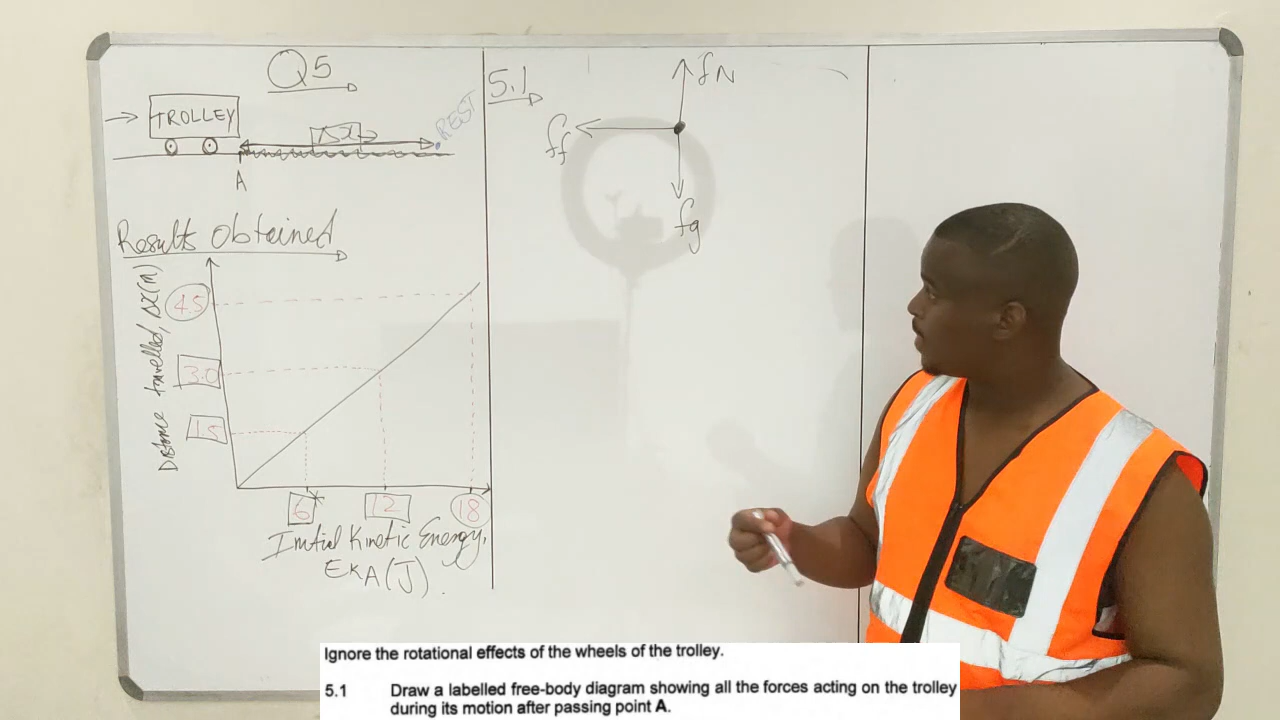 Q5
TROLLEY
Δx
REST
A
Results Obtained
Distance travelled, Δx(m)
4.5
3.0
1.5
6
12
18
Initial Kinetic Energy,
EKA (J).
5.1
fN
ff
fg
Ignore the rotational effects of the wheels of the trolley.
5.1 Draw a labelled free-body diagram showing all the forces acting on the trolley
during its motion after passing point A.